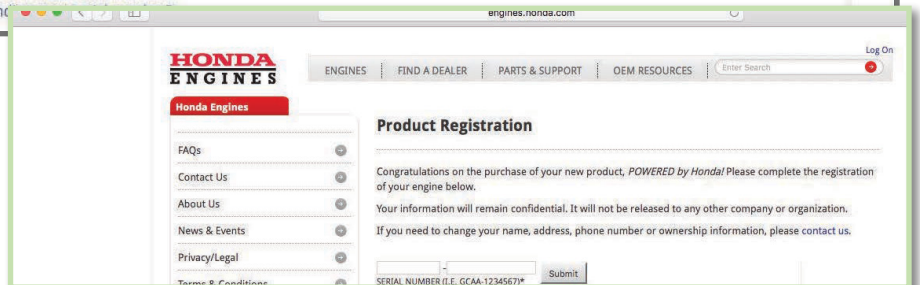 engines.honda.com
Log On
HONDA
ENGINES
ENGINES FIND A DEALER PARTS & SUPPORT OEM RESOURCES Enter Search
Honda Engines
Product Registration
FAQs
Contact Us
About Us
News & Events
Privacy/Legal
Terms & Conditions
Congratulations on the purchase of your new product, POWERED by Honda! Please complete the registration
of your engine below.
Your information will remain confidential. It will not be released to any other company or organization.
If you need to change your name, address, phone number or ownership information, please contact us.
-
Submit
SERIAL NUMBER (I.E. GCAA-1234567)*